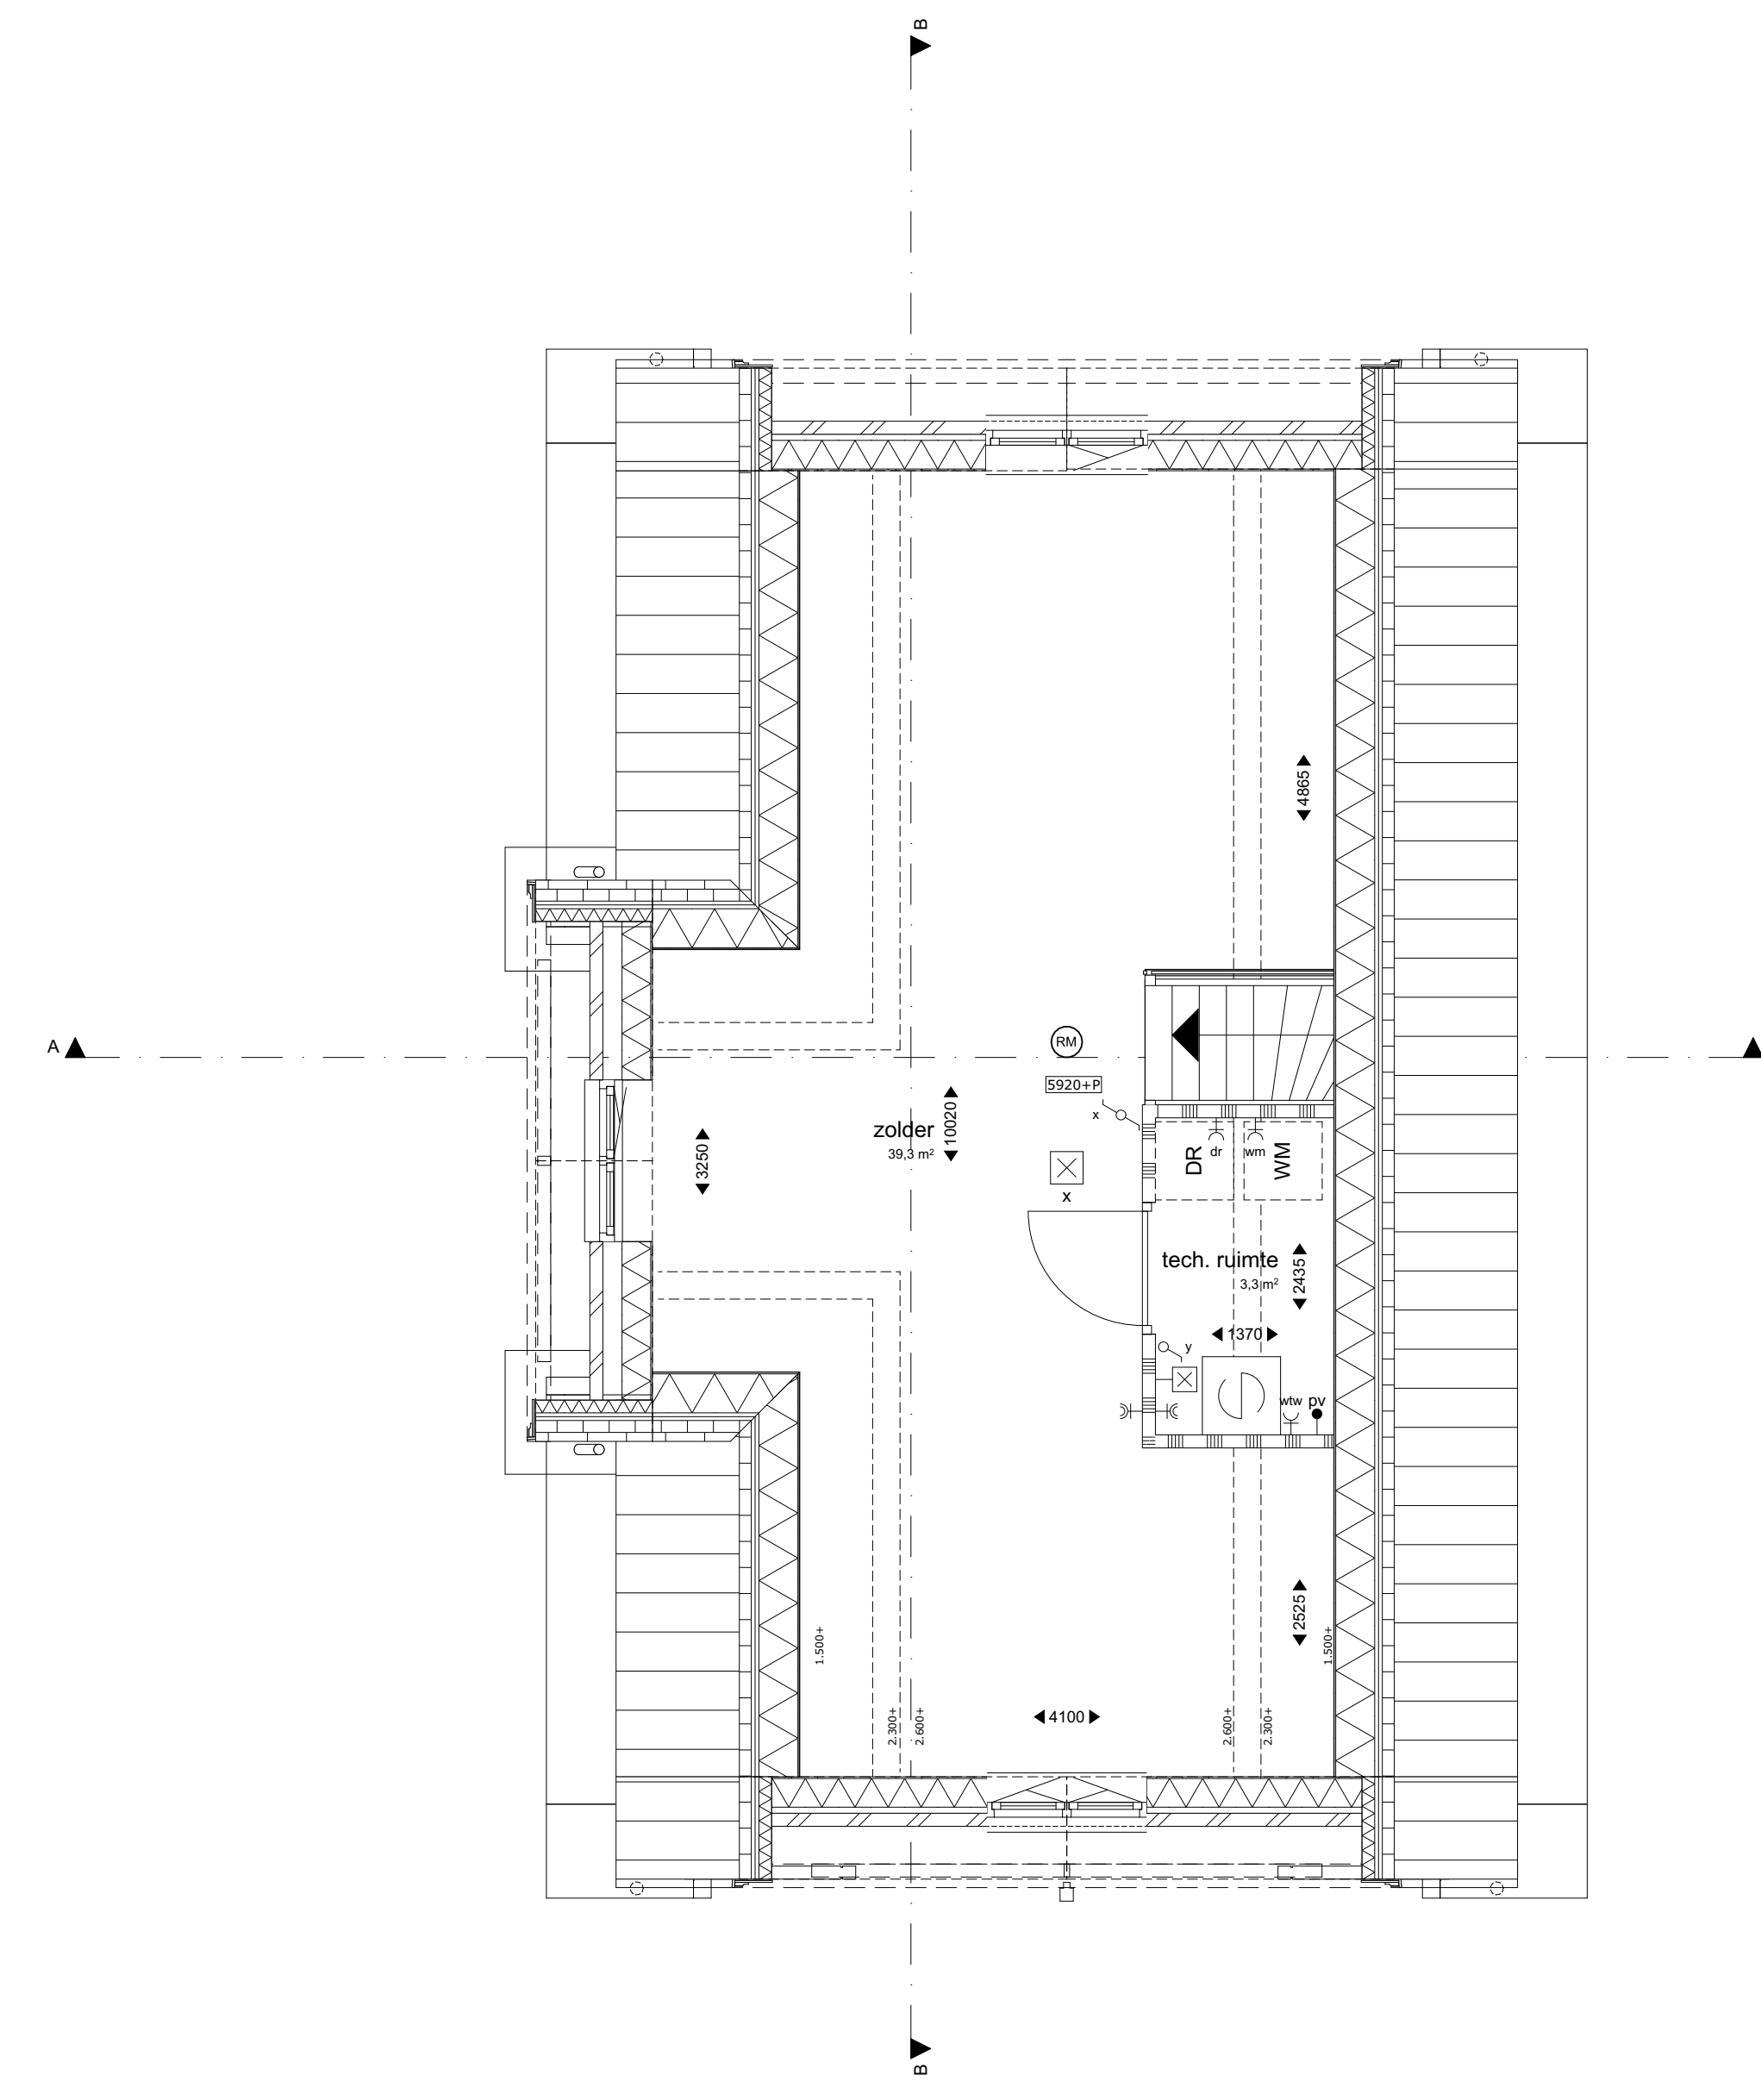 B
4865
A
RM
5920+P
x
10020
zolder
39,3 m²
3250
DR
dr
wm
WM
x
tech. ruimte
3,3 m²
2435
1370
y
wtw
pv
2525
1.500+
1.500+
4100
2.300+
2.600+
2.600+
2.300+
B